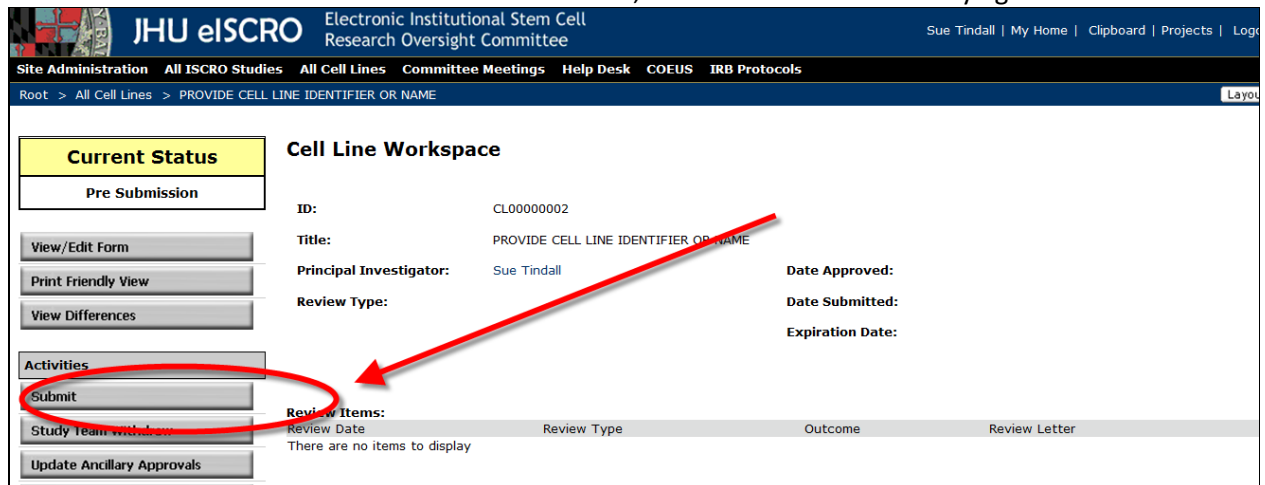 JHU eISCRO Electronic Institutional Stem Cell
Research Oversight Committee
Sue Tindall | My Home | Clipboard | Projects |
Site Administration All ISCRO Studies All Cell Lines Committee Meetings Help Desk COEUS IRB Protocols
Root > All Cell Lines > PROVIDE CELL LINE IDENTIFIER OR NAME
Current Status
Pre Submission
View/Edit Form
Print Friendly View
View Differences
Activities
Submit
Study Team Withdraw
Update Ancillary Approvals
Cell Line Workspace
ID: CL00000002
Title: PROVIDE CELL LINE IDENTIFIER OR NAME
Principal Investigator: Sue Tindall Date Approved:
Review Type: Date Submitted:
Expiration Date:
Review Items:
Review Date Review Type Outcome Review Letter
There are no items to display